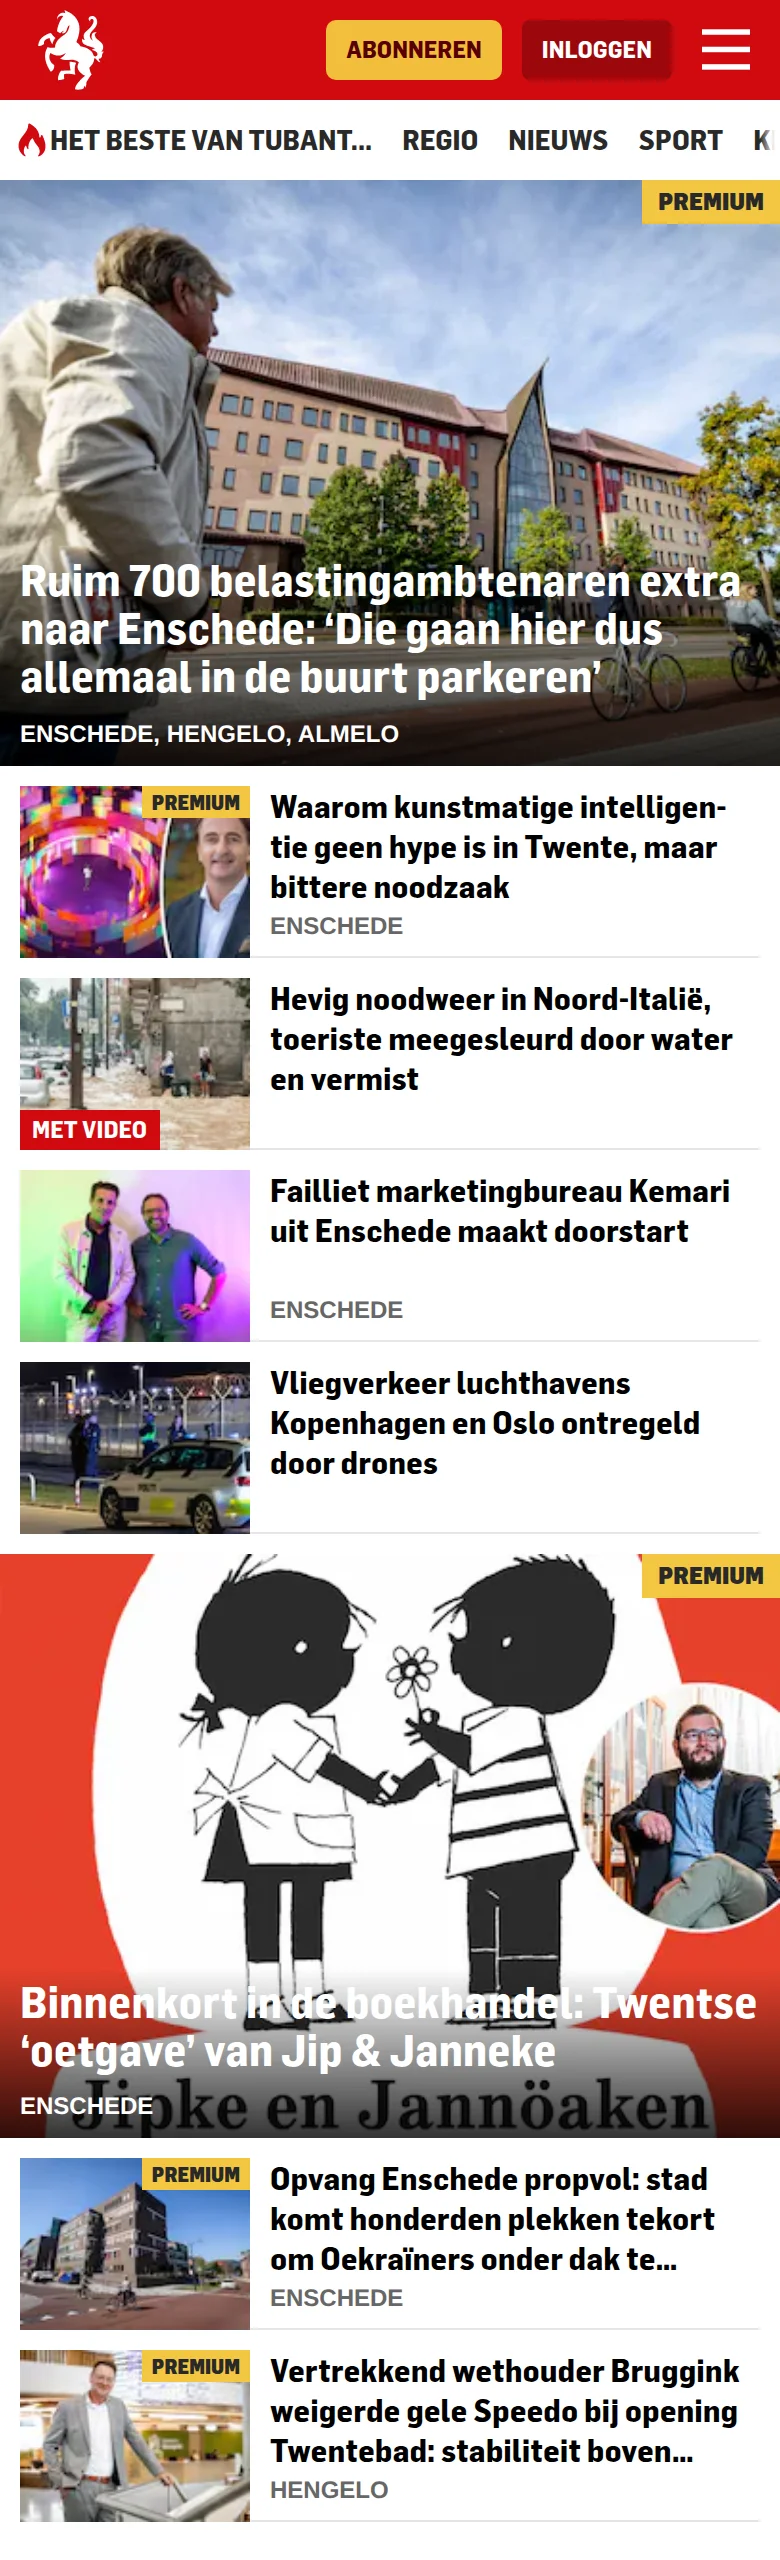 ABONNEREN
INLOGGEN
HET BESTE VAN TUBANT...
REGIO
NIEUWS
SPORT
PREMIUM
Ruim 700 belastingambtenaren extra
naar Enschede: ‘Die gaan hier dus
allemaal in de buurt parkeren’
ENSCHEDE, HENGELO, ALMELO
PREMIUM
Waarom kunstmatige intelligen-
tie geen hype is in Twente, maar
bittere noodzaak
ENSCHEDE
Hevig noodweer in Noord-Italië,
toeriste meegesleurd door water
en vermist
MET VIDEO
Failliet marketingbureau Kemari
uit Enschede maakt doorstart
ENSCHEDE
Vliegverkeer luchthavens
Kopenhagen en Oslo ontregeld
door drones
PREMIUM
Binnenkort in de boekhandel: Twentse
‘oetgave’ van Jip & Janneke
ENSCHEDE
Jipke en Jannöaken
PREMIUM
Opvang Enschede propvol: stad
komt honderden plekken tekort
om Oekraïners onder dak te...
ENSCHEDE
PREMIUM
Vertrekkend wethouder Bruggink
weigerde gele Speedo bij opening
Twentebad: stabiliteit boven...
HENGELO